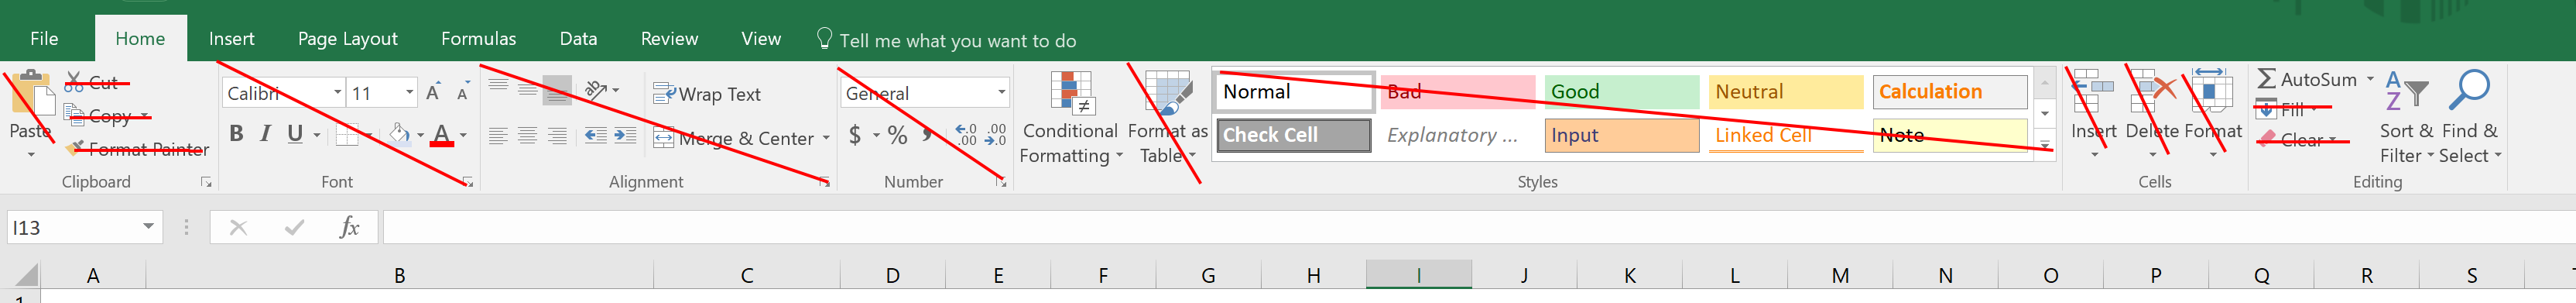 File Home Insert Page Layout Formulas Data Review View Tell me what you want to do
Paste
Cut
Copy
Format Painter
Clipboard
Calibri 11
B I U A A A
Font
Wrap Text
Merge & Center
Alignment
General
$ % , .0 .00 .00 .0
Number
Conditional Formatting
Format as Table
Normal Bad Good Neutral Calculation
Check Cell Explanatory ... Input Linked Cell Note
Styles
Insert Delete Format
Cells
AutoSum
Fill
Clear
Sort & Filter
Find & Select
Editing
I13 fx
A B C D E F G H I J K L M N O P Q R S